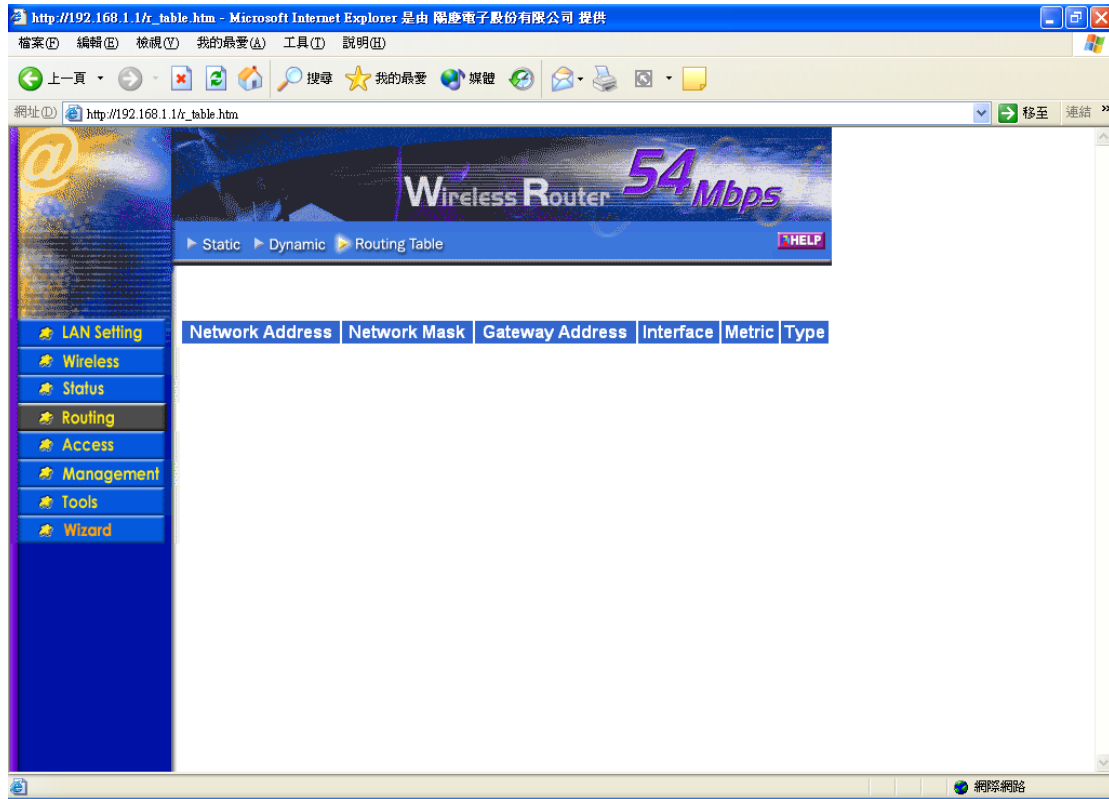 http://192.168.1.1/r_table.htm - Microsoft Internet Explorer 是由 陽慶電子股份有限公司 提供
檔案(F) 編輯(E) 檢視(V) 我的最愛(A) 工具(T) 說明(H)
上一頁 搜尋 我的最愛 媒體
網址(D) http://192.168.1.1/r_table.htm 移至 連結 »
@
Wireless Router 54 Mbps
Static Dynamic Routing Table HELP
LAN Setting
Wireless
Status
Routing
Access
Management
Tools
Wizard
Network Address Network Mask Gateway Address Interface Metric Type
網際網路